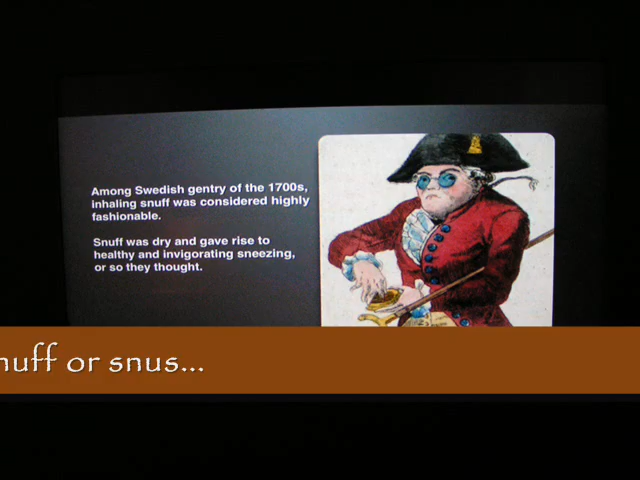 Among Swedish gentry of the 1700s,
inhaling snuff was considered highly
fashionable.
Snuff was dry and gave rise to
healthy and invigorating sneezing,
or so they thought.
nuff or snus...